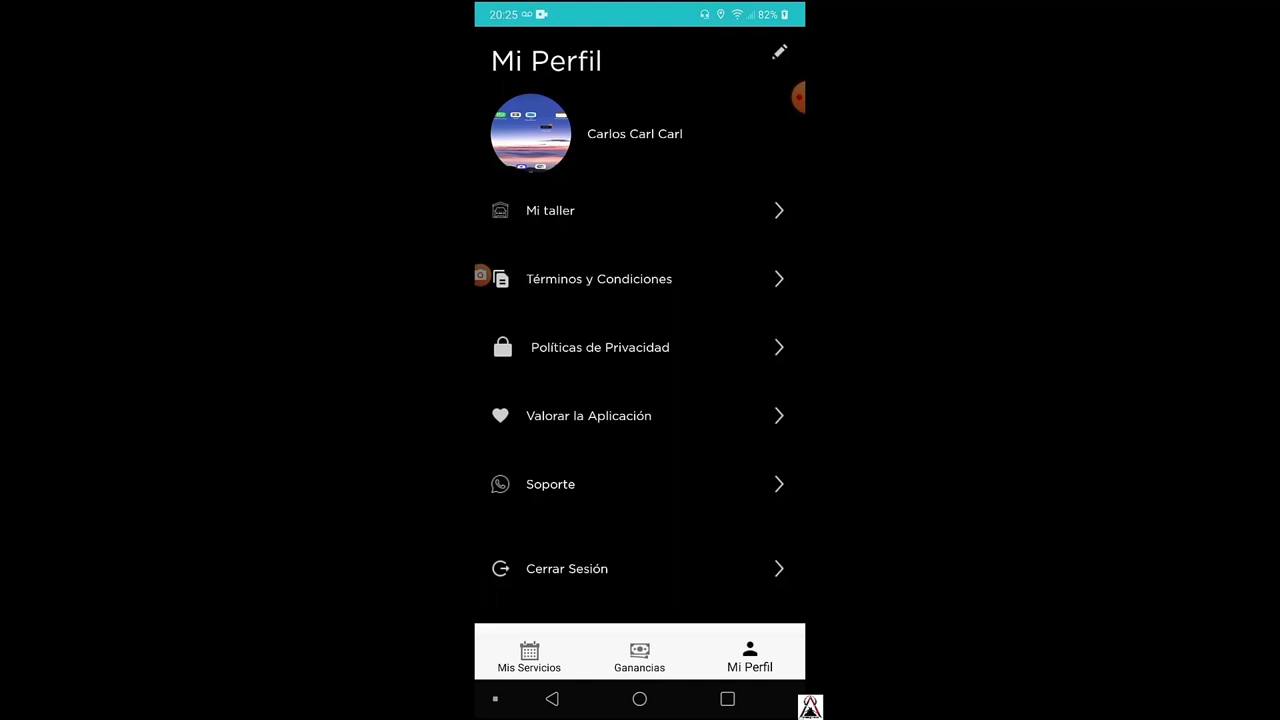 20:25
82%
Mi Perfil
Carlos Carl Carl
Mi taller
Términos y Condiciones
Políticas de Privacidad
Valorar la Aplicación
Soporte
Cerrar Sesión
Mis Servicios
Ganancias
Mi Perfil